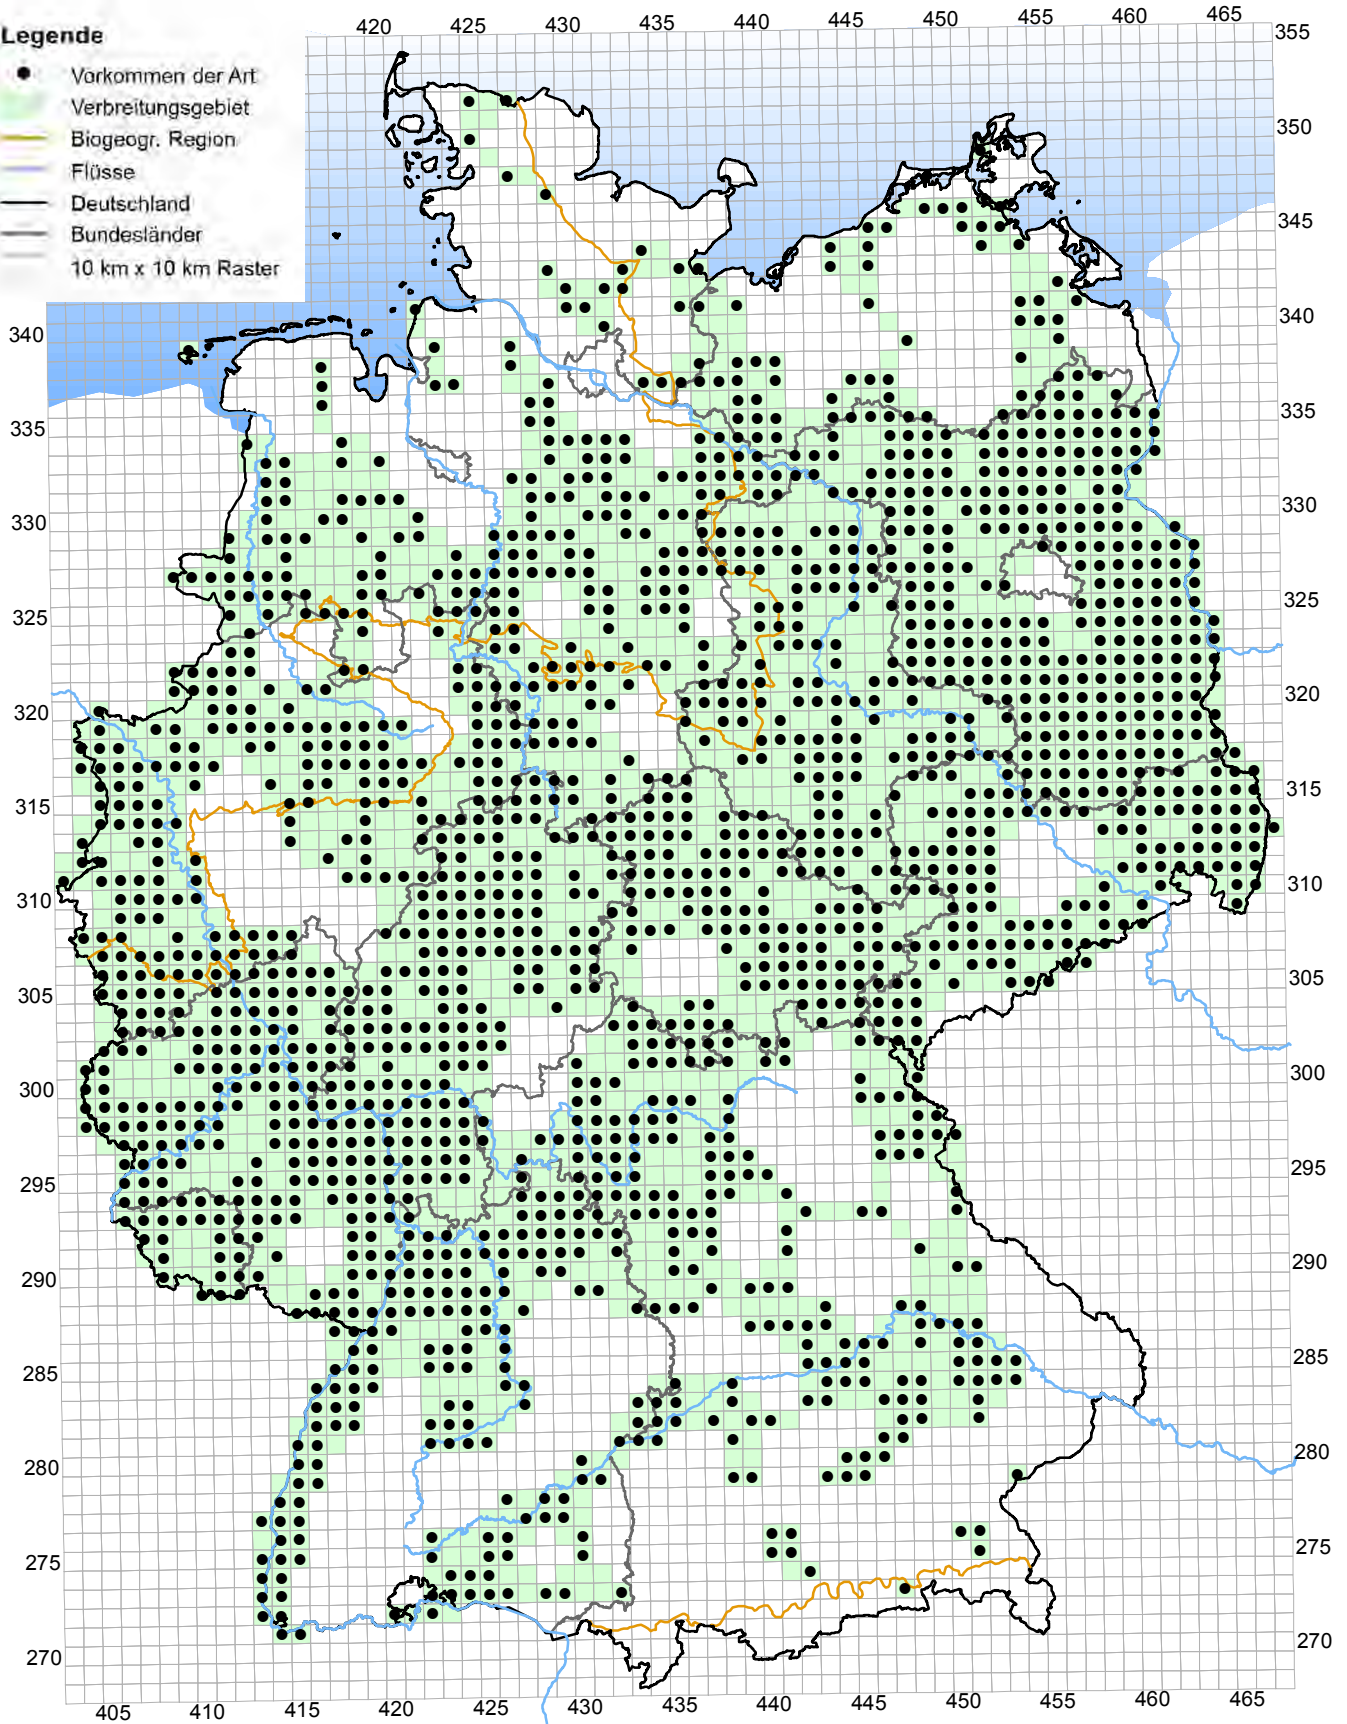 Legende
Vorkommen der Art
Verbreitungsgebiet
Biogeogr. Region
Flüsse
Deutschland
Bundesländer
10 km x 10 km Raster
420 425 430 435 440 445 450 455 460 465
355
350
345
340 340
335 335
330 330
325 325
320 320
315 315
310 310
305 305
300 300
295 295
290 290
285 285
280 280
275 275
270 270
405 410 415 420 425 430 435 440 445 450 455 460 465